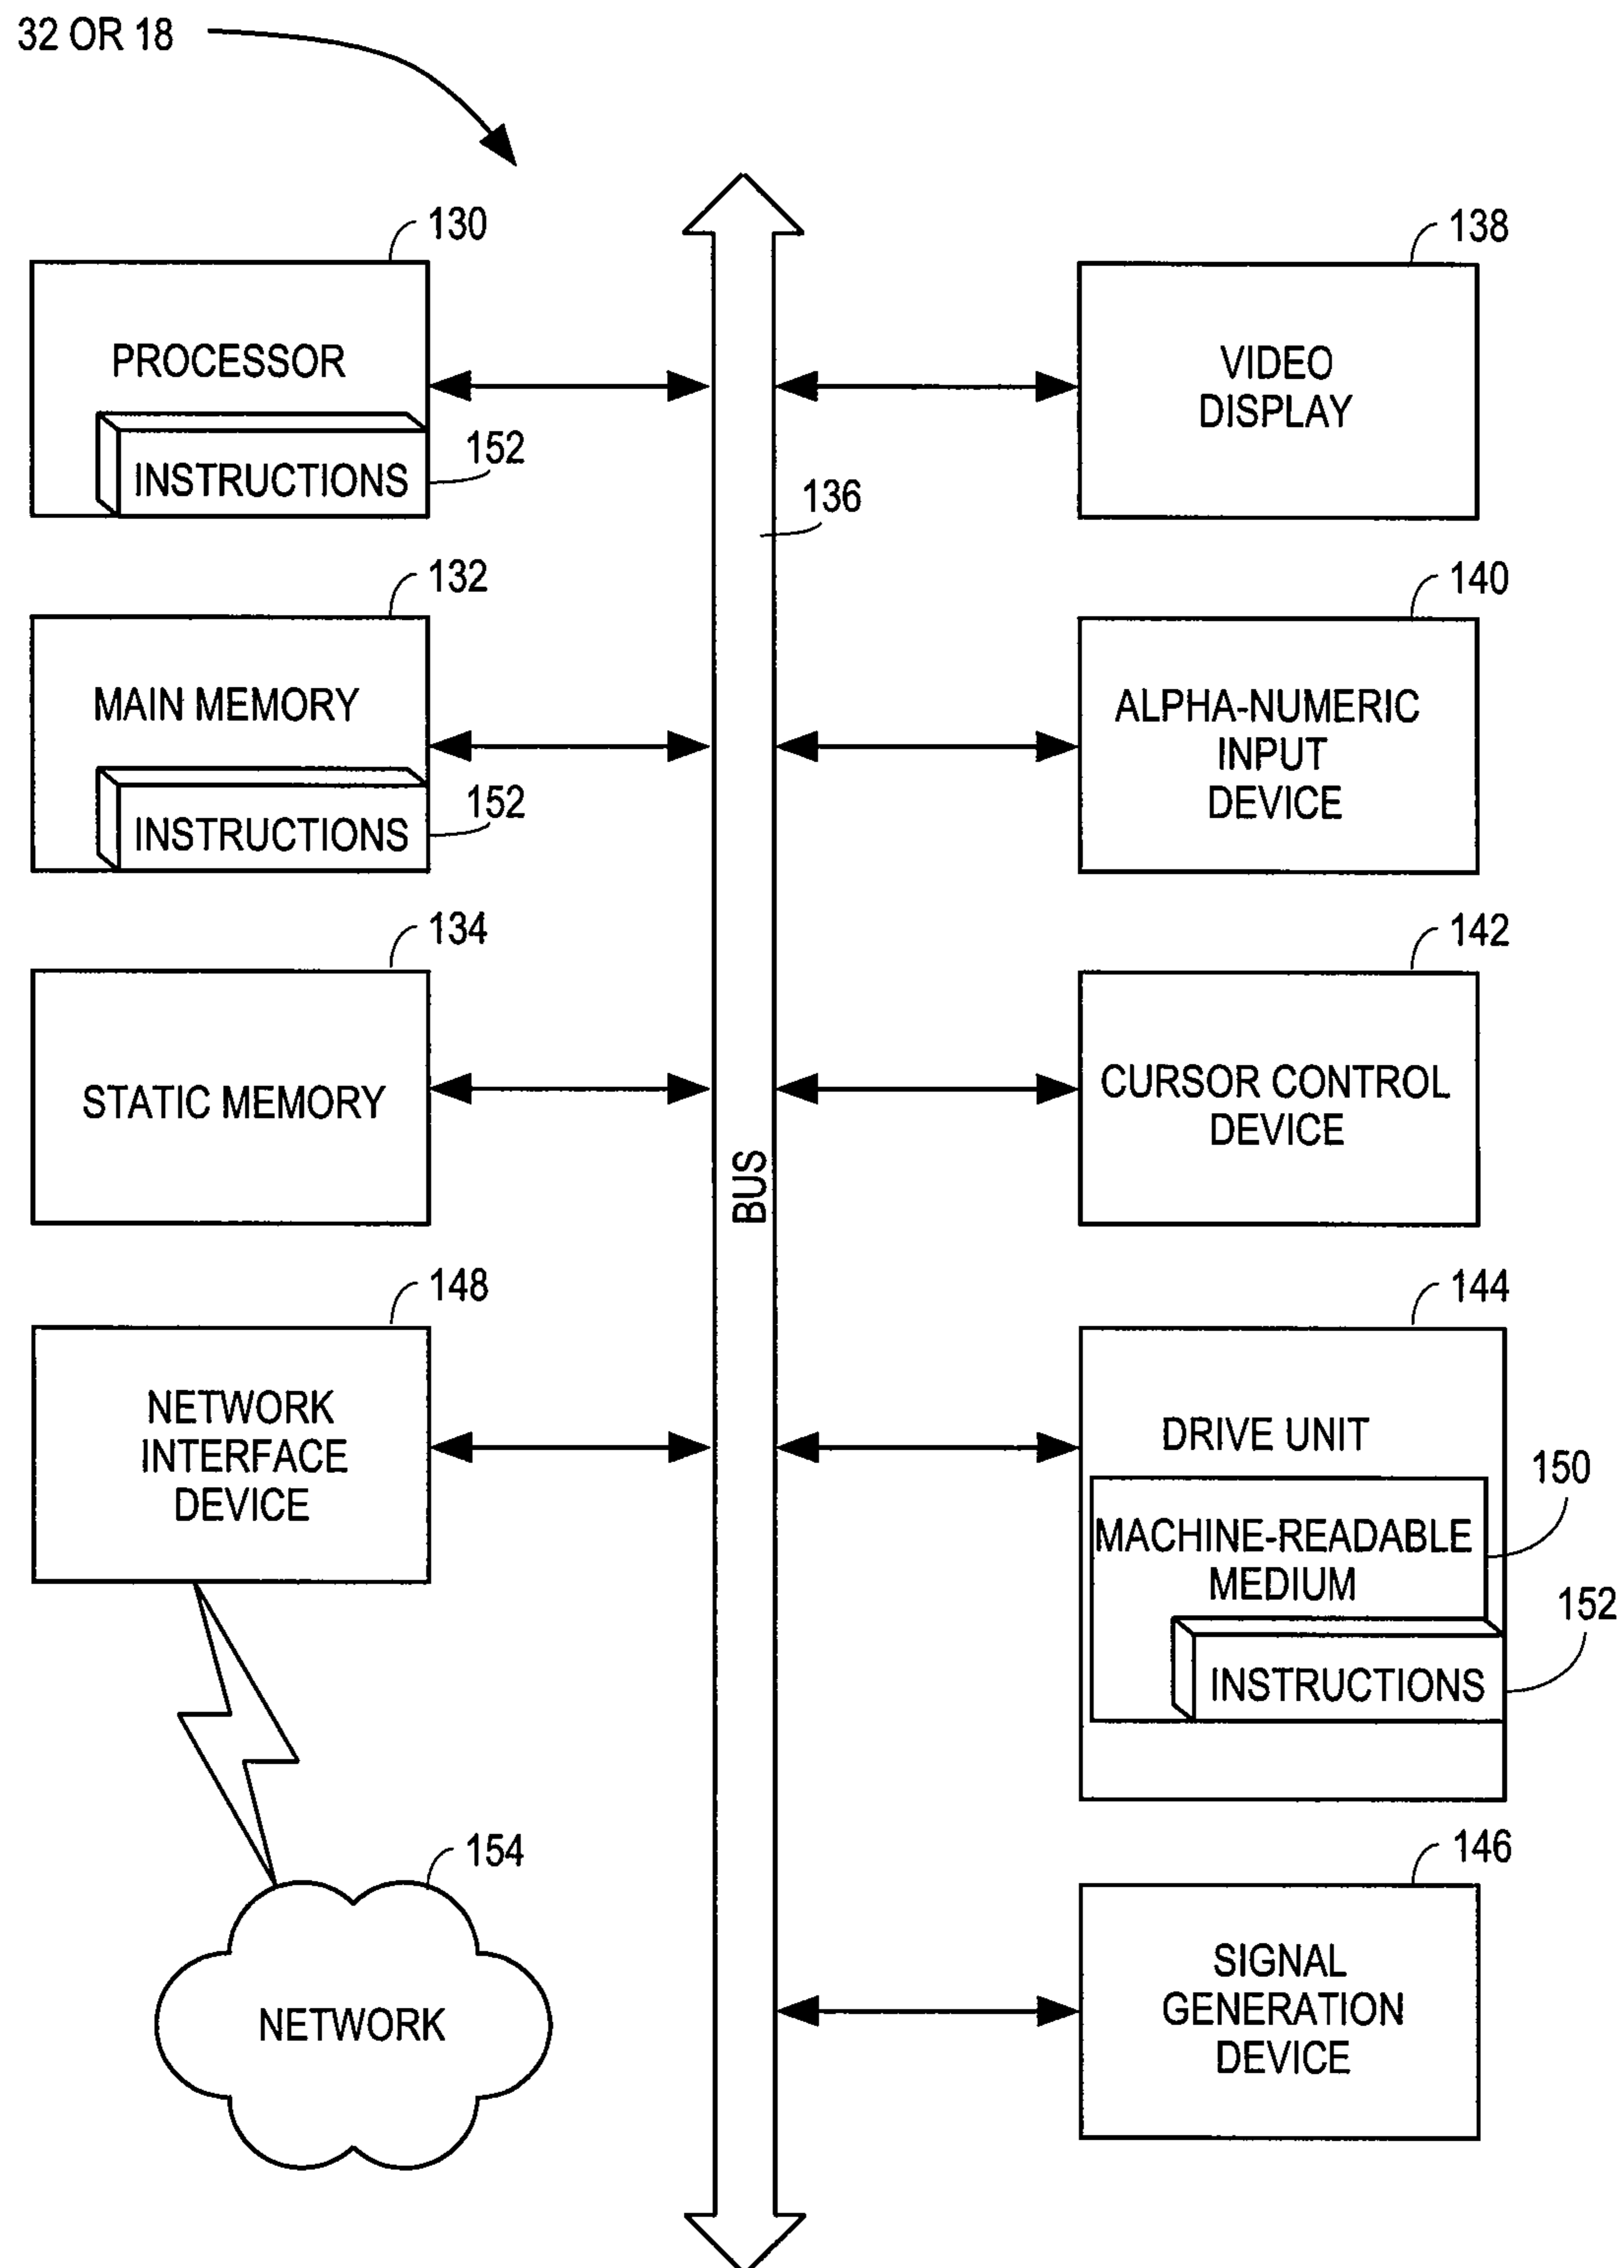 32 OR 18
130
PROCESSOR
INSTRUCTIONS
152
132
MAIN MEMORY
INSTRUCTIONS
152
134
STATIC MEMORY
148
NETWORK
INTERFACE
DEVICE
154
NETWORK
136
BUS
138
VIDEO
DISPLAY
140
ALPHA-NUMERIC
INPUT
DEVICE
142
CURSOR CONTROL
DEVICE
144
DRIVE UNIT
150
MACHINE-READABLE
MEDIUM
152
INSTRUCTIONS
146
SIGNAL
GENERATION
DEVICE